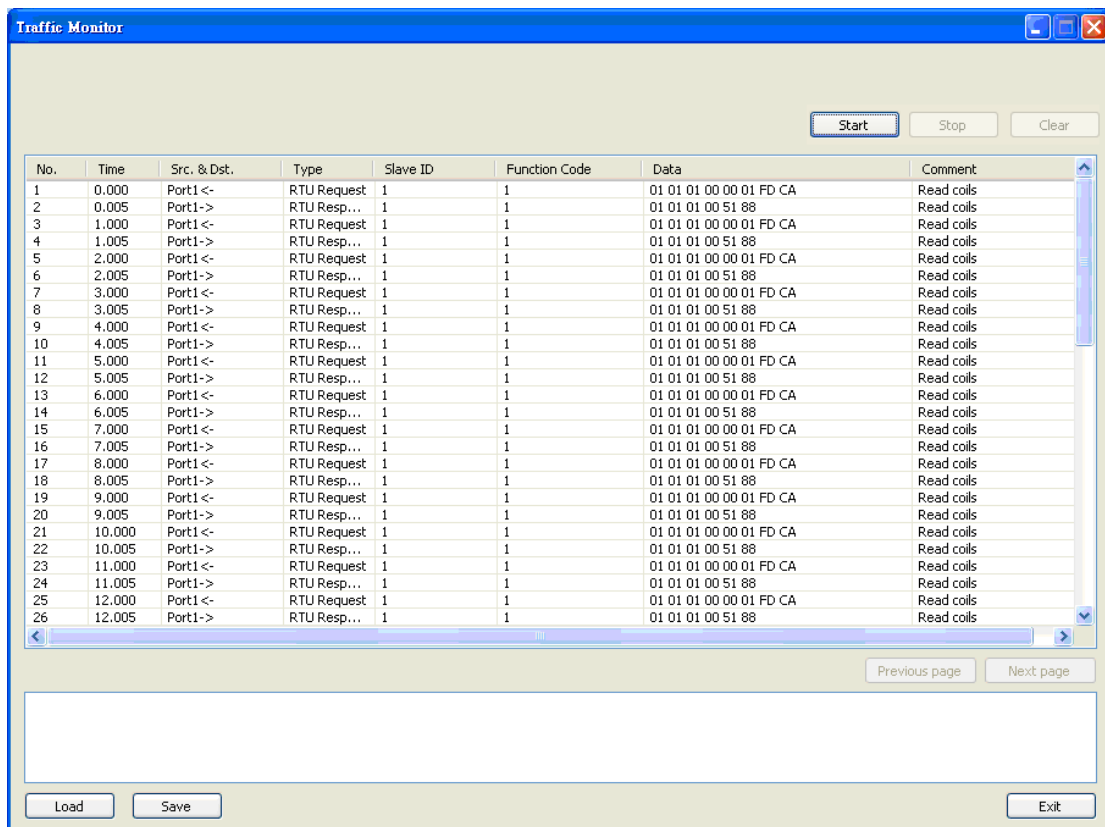 Traffic Monitor
Start Stop Clear
No. Time Src. & Dst. Type Slave ID Function Code Data Comment
1 0.000 Port1<- RTU Request 1 1 01 01 01 00 00 01 FD CA Read coils
2 0.005 Port1-> RTU Resp... 1 1 01 01 01 00 51 88 Read coils
3 1.000 Port1<- RTU Request 1 1 01 01 01 00 00 01 FD CA Read coils
4 1.005 Port1-> RTU Resp... 1 1 01 01 01 00 51 88 Read coils
5 2.000 Port1<- RTU Request 1 1 01 01 01 00 00 01 FD CA Read coils
6 2.005 Port1-> RTU Resp... 1 1 01 01 01 00 51 88 Read coils
7 3.000 Port1<- RTU Request 1 1 01 01 01 00 00 01 FD CA Read coils
8 3.005 Port1-> RTU Resp... 1 1 01 01 01 00 51 88 Read coils
9 4.000 Port1<- RTU Request 1 1 01 01 01 00 00 01 FD CA Read coils
10 4.005 Port1-> RTU Resp... 1 1 01 01 01 00 51 88 Read coils
11 5.000 Port1<- RTU Request 1 1 01 01 01 00 00 01 FD CA Read coils
12 5.005 Port1-> RTU Resp... 1 1 01 01 01 00 51 88 Read coils
13 6.000 Port1<- RTU Request 1 1 01 01 01 00 00 01 FD CA Read coils
14 6.005 Port1-> RTU Resp... 1 1 01 01 01 00 51 88 Read coils
15 7.000 Port1<- RTU Request 1 1 01 01 01 00 00 01 FD CA Read coils
16 7.005 Port1-> RTU Resp... 1 1 01 01 01 00 51 88 Read coils
17 8.000 Port1<- RTU Request 1 1 01 01 01 00 00 01 FD CA Read coils
18 8.005 Port1-> RTU Resp... 1 1 01 01 01 00 51 88 Read coils
19 9.000 Port1<- RTU Request 1 1 01 01 01 00 00 01 FD CA Read coils
20 9.005 Port1-> RTU Resp... 1 1 01 01 01 00 51 88 Read coils
21 10.000 Port1<- RTU Request 1 1 01 01 01 00 00 01 FD CA Read coils
22 10.005 Port1-> RTU Resp... 1 1 01 01 01 00 51 88 Read coils
23 11.000 Port1<- RTU Request 1 1 01 01 01 00 00 01 FD CA Read coils
24 11.005 Port1-> RTU Resp... 1 1 01 01 01 00 51 88 Read coils
25 12.000 Port1<- RTU Request 1 1 01 01 01 00 00 01 FD CA Read coils
26 12.005 Port1-> RTU Resp... 1 1 01 01 01 00 51 88 Read coils
Previous page Next page
Load Save Exit